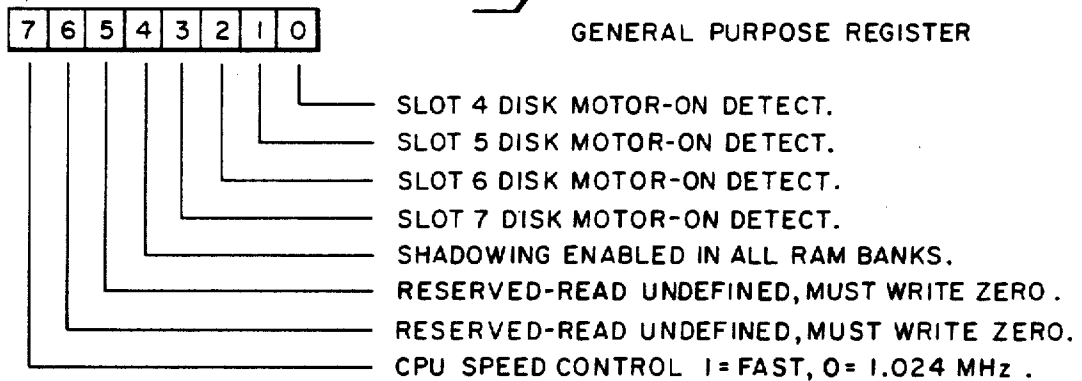 7 6 5 4 3 2 1 0 GENERAL PURPOSE REGISTER
SLOT 4 DISK MOTOR-ON DETECT.
SLOT 5 DISK MOTOR-ON DETECT.
SLOT 6 DISK MOTOR-ON DETECT.
SLOT 7 DISK MOTOR-ON DETECT.
SHADOWING ENABLED IN ALL RAM BANKS.
RESERVED-READ UNDEFINED, MUST WRITE ZERO.
RESERVED-READ UNDEFINED, MUST WRITE ZERO.
CPU SPEED CONTROL 1=FAST, 0=1.024 MHz.